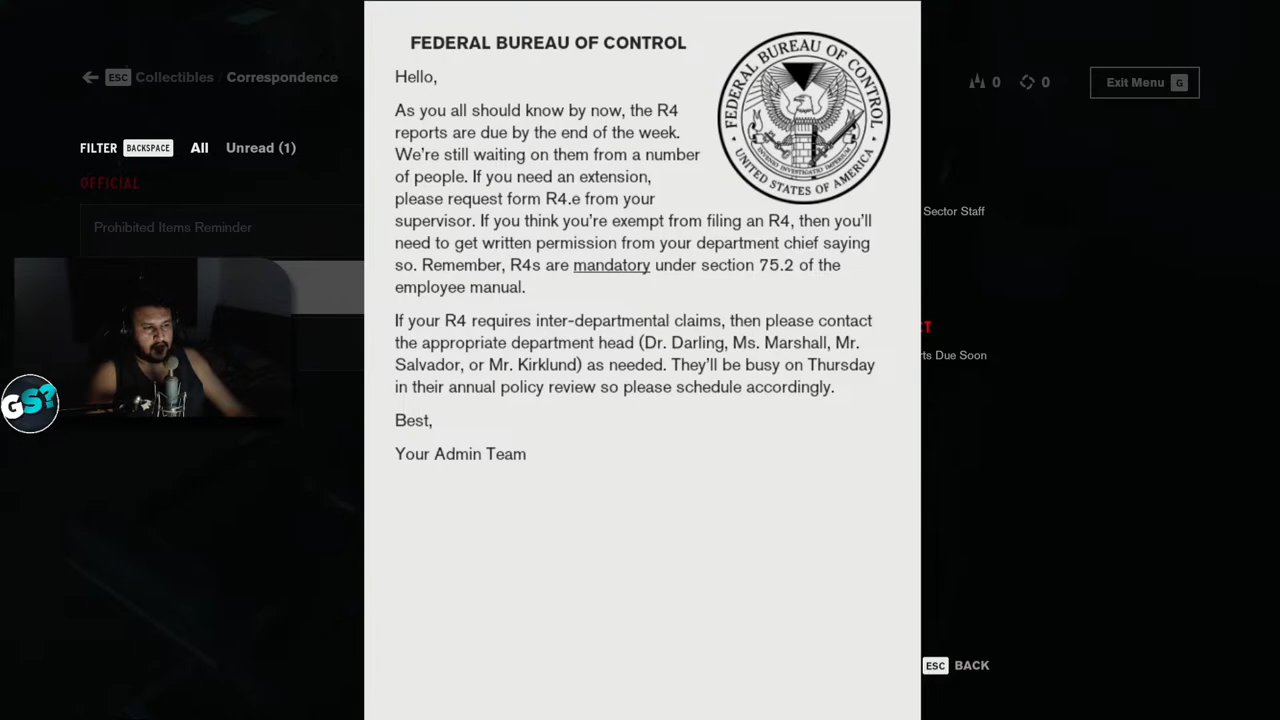 FEDERAL BUREAU OF CONTROL
Hello,
As you all should know by now, the R4
reports are due by the end of the week.
We’re still waiting on them from a number
of people. If you need an extension,
please request form R4.e from your
supervisor. If you think you’re exempt from filing an R4, then you’ll
need to get written permission from your department chief saying
so. Remember, R4s are mandatory under section 75.2 of the
employee manual.
If your R4 requires inter-departmental claims, then please contact
the appropriate department head (Dr. Darling, Ms. Marshall, Mr.
Salvador, or Mr. Kirklund) as needed. They’ll be busy on Thursday
in their annual policy review so please schedule accordingly.
Best,
Your Admin Team
FEDERAL BUREAU OF CONTROL
UNITED STATES OF AMERICA
ESC Collectibles / Correspondence
FILTER BACKSPACE All Unread (1)
OFFICIAL
Prohibited Items Reminder
GS?
0 0 Exit Menu G
Sector Staff
CT
rts Due Soon
ESC BACK